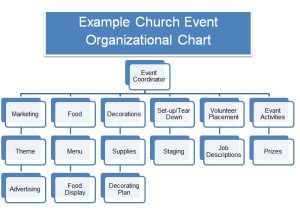 Example Church Event
Organizational Chart
Event
Coordinator
Marketing
Food
Decorations
Set-up/Tear
Down
Volunteer
Placement
Evant
Activities
Theme
Menu
Supplies
Staging
Job
Descriptions
Prizes
Advertising
Food
Display
Decorating
Plan